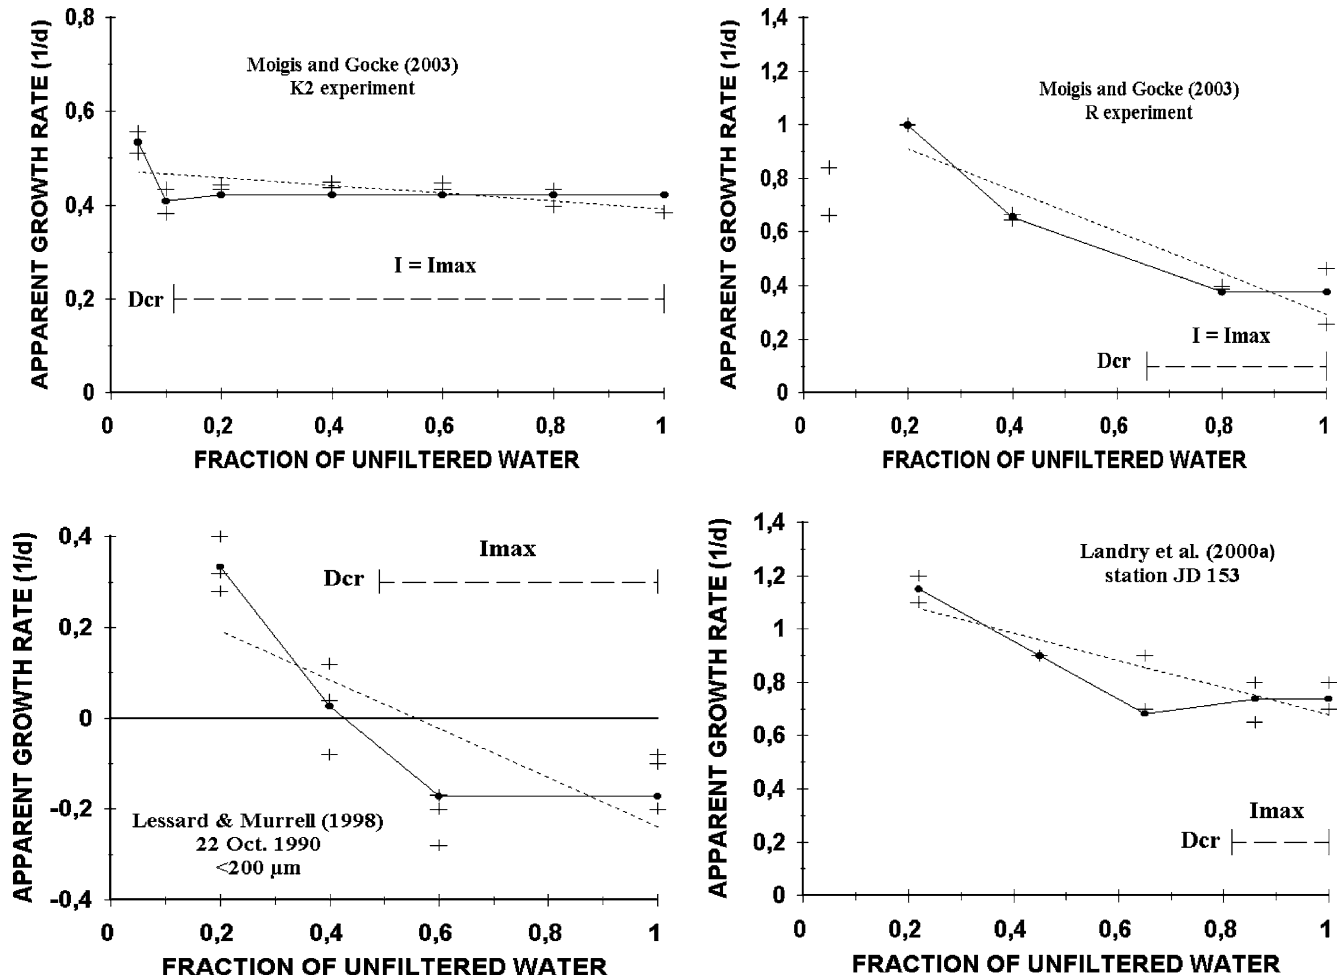 APPARENT GROWTH RATE (1/d)
0,8
0,6
0,4
0,2
0
Moigis and Gocke (2003)
K2 experiment
I = Imax
Dcr
0 0,2 0,4 0,6 0,8 1
FRACTION OF UNFILTERED WATER
APPARENT GROWTH RATE (1/d)
1,4
1,2
1
0,8
0,6
0,4
0,2
0
Moigis and Gocke (2003)
R experiment
I = Imax
Dcr
0 0,2 0,4 0,6 0,8 1
FRACTION OF UNFILTERED WATER
APPARENT GROWTH RATE (1/d)
0,4
0,2
0
-0,2
-0,4
Imax
Dcr
Lessard & Murrell (1998)
22 Oct. 1990
<200 µm
0 0,2 0,4 0,6 0,8 1
FRACTION OF UNFILTERED WATER
APPARENT GROWTH RATE (1/d)
1,4
1,2
1
0,8
0,6
0,4
0,2
0
Landry et al. (2000a)
station JD 153
Imax
Dcr
0 0,2 0,4 0,6 0,8 1
FRACTION OF UNFILTERED WATER